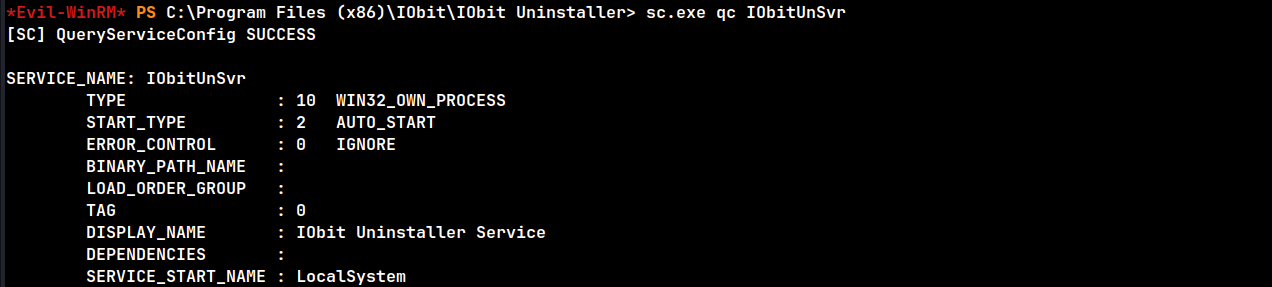 *Evil-WinRM* PS C:\Program Files (x86)\IObit\IObit Uninstaller> sc.exe qc IObitUnSvr
[SC] QueryServiceConfig SUCCESS
SERVICE_NAME: IObitUnSvr
TYPE : 10 WIN32_OWN_PROCESS
START_TYPE : 2 AUTO_START
ERROR_CONTROL : 0 IGNORE
BINARY_PATH_NAME :
LOAD_ORDER_GROUP :
TAG : 0
DISPLAY_NAME : IObit Uninstaller Service
DEPENDENCIES :
SERVICE_START_NAME : LocalSystem